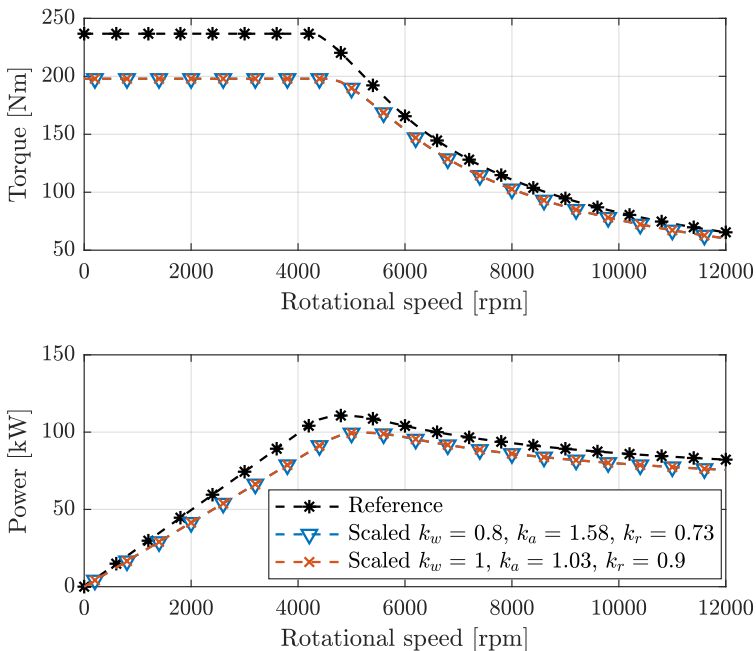 250
200
150
100
50
Torque [Nm]
0 2000 4000 6000 8000 10000 12000
Rotational speed [rpm]
150
100
50
0
Power [kW]
Reference
Scaled k_w = 0.8, k_a = 1.58, k_r = 0.73
Scaled k_w = 1, k_a = 1.03, k_r = 0.9
0 2000 4000 6000 8000 10000 12000
Rotational speed [rpm]